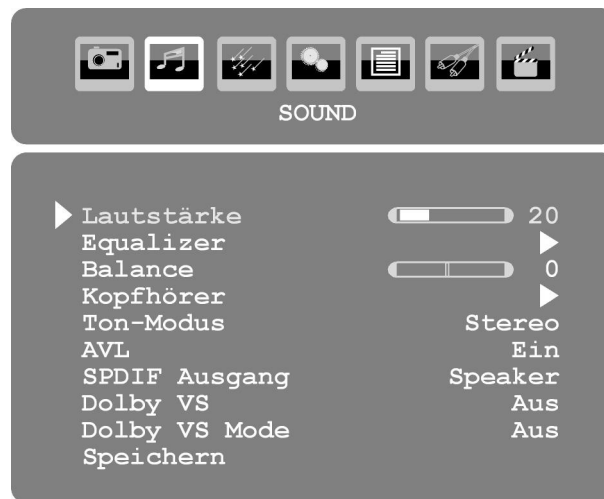 SOUND
Lautstärke 20
Equalizer
Balance 0
Kopfhörer
Ton-Modus Stereo
AVL Ein
SPDIF Ausgang Speaker
Dolby VS Aus
Dolby VS Mode Aus
Speichern